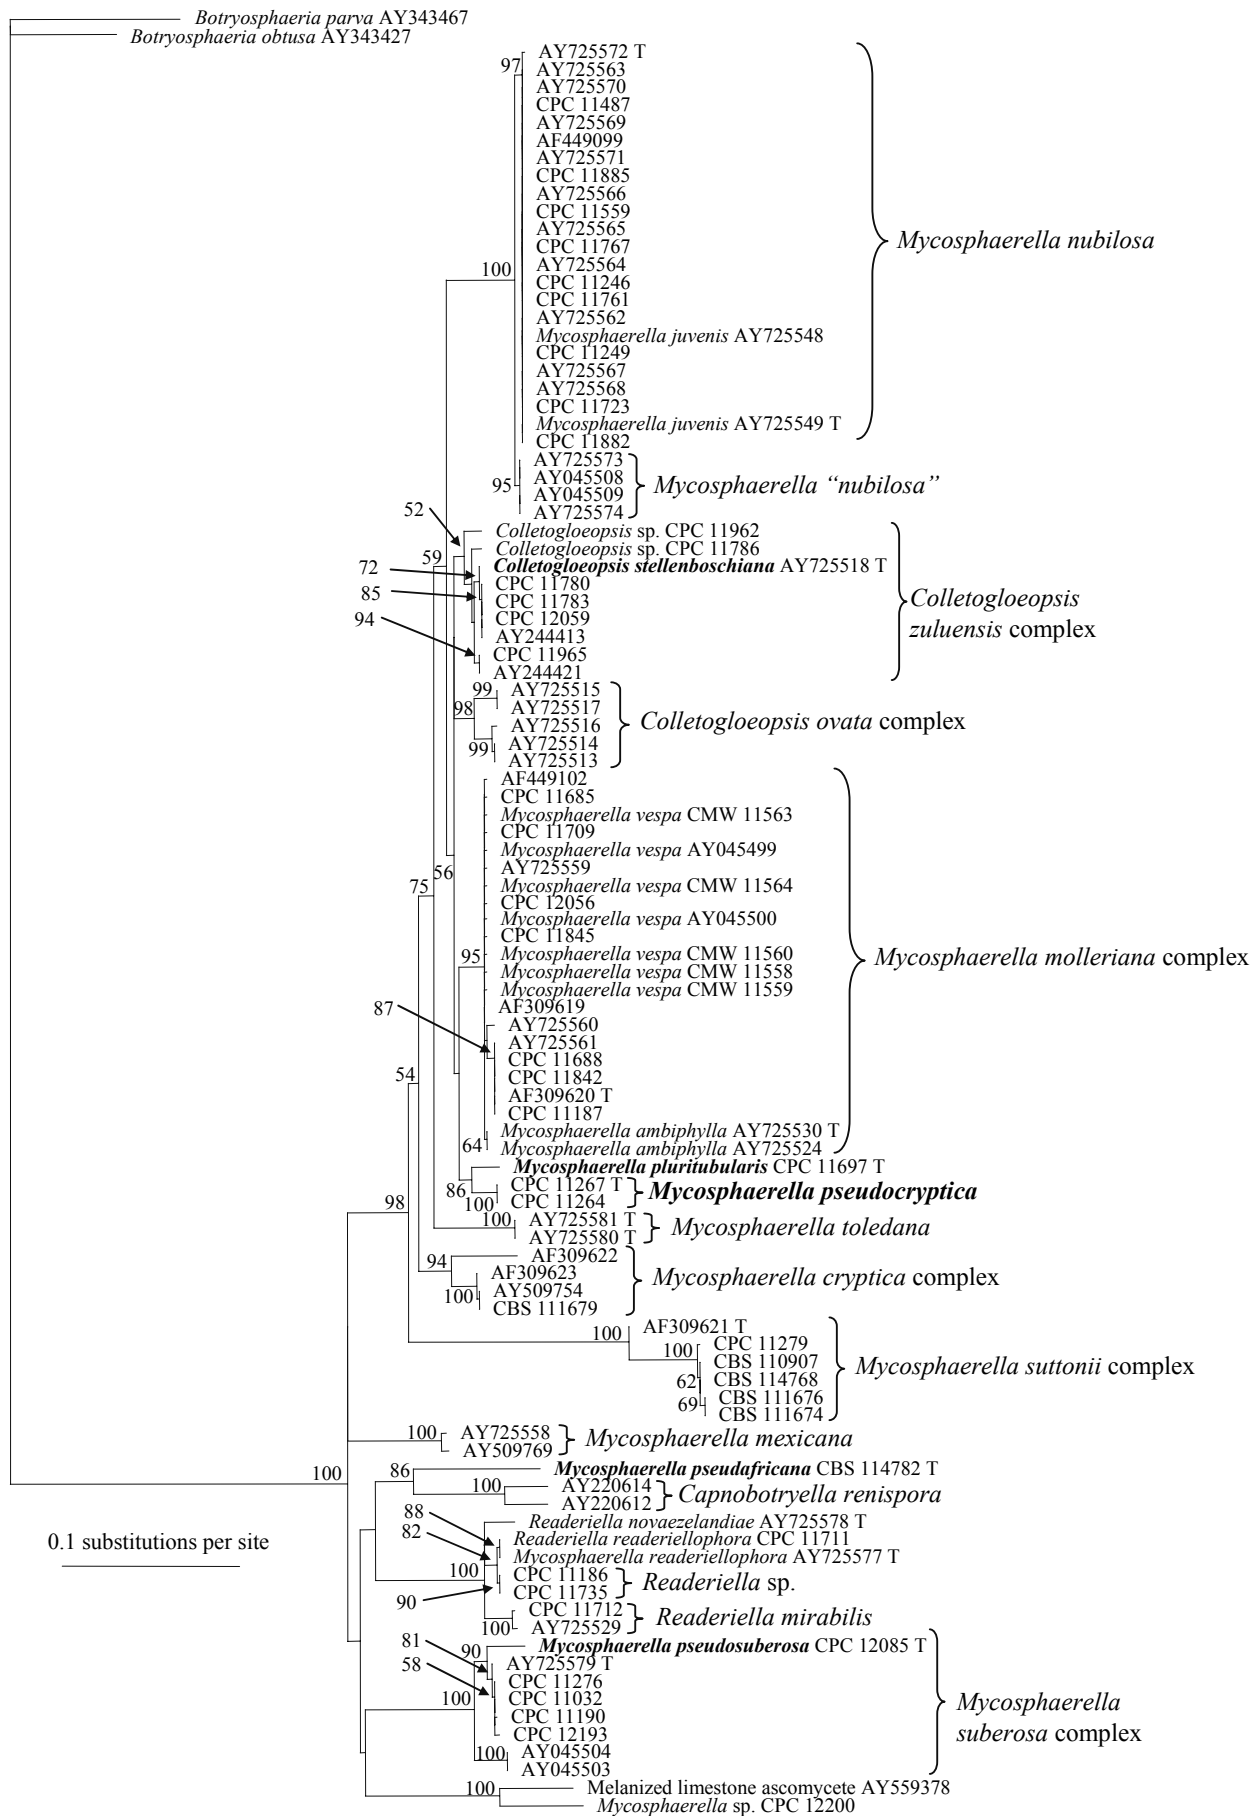 Botryosphaeria parva AY343467
Botryosphaeria obtusa AY343427
97
AY725572 T
AY725563
AY725570
CPC 11487
AY725569
AF449099
AY725571
CPC 11885
AY725566
CPC 11559
AY725565
CPC 11767
AY725564
CPC 11246
CPC 11761
AY725562
Mycosphaerella juvenis AY725548
CPC 11249
AY725567
AY725568
CPC 11723
Mycosphaerella juvenis AY725549 T
CPC 11882
Mycosphaerella nubilosa
100
AY725573
AY045508
AY045509
AY725574
95
Mycosphaerella “nubilosa”
52
59
72
85
94
Colletogloeopsis sp. CPC 11962
Colletogloeopsis sp. CPC 11786
Colletogloeopsis stellenboschiana AY725518 T
CPC 11780
CPC 11783
CPC 12059
AY244413
CPC 11965
AY244421
Colletogloeopsis
zuluensis complex
99
98
99
AY725515
AY725517
AY725516
AY725514
AY725513
Colletogloeopsis ovata complex
AF449102
CPC 11685
Mycosphaerella vespa CMW 11563
CPC 11709
Mycosphaerella vespa AY045499
AY725559
Mycosphaerella vespa CMW 11564
CPC 12056
Mycosphaerella vespa AY045500
CPC 11845
Mycosphaerella vespa CMW 11560
Mycosphaerella vespa CMW 11558
Mycosphaerella vespa CMW 11559
AF309619
AY725560
AY725561
CPC 11688
CPC 11842
AF309620 T
CPC 11187
Mycosphaerella ambiphylla AY725530 T
Mycosphaerella ambiphylla AY725524
Mycosphaerella molleriana complex
56
75
95
87
54
64
Mycosphaerella pluritubularis CPC 11697 T
CPC 11267 T
CPC 11264
86
100
Mycosphaerella pseudocryptica
98
100
AY725581 T
AY725580 T
Mycosphaerella toledana
94
AF309622
AF309623
AY509754
CBS 111679
100
Mycosphaerella cryptica complex
100
AF309621 T
100
CPC 11279
CBS 110907
CBS 114768
CBS 111676
CBS 111674
62
69
Mycosphaerella suttonii complex
100
AY725558
AY509769
Mycosphaerella mexicana
100
86
Mycosphaerella pseudafricana CBS 114782 T
100
AY220614
AY220612
Capnobotryella renispora
88
82
Readeriella novaezelandiae AY725578 T
Readeriella readeriellophora CPC 11711
Mycosphaerella readeriellophora AY725577 T
100
CPC 11186
CPC 11735
Readeriella sp.
90
CPC 11712
AY725529
100
Readeriella mirabilis
0.1 substitutions per site
81
90
58
Mycosphaerella pseudosuberosa CPC 12085 T
AY725579 T
CPC 11276
CPC 11032
CPC 11190
CPC 12193
AY045504
AY045503
100
100
Mycosphaerella
suberosa complex
100
Melanized limestone ascomycete AY559378
Mycosphaerella sp. CPC 12200